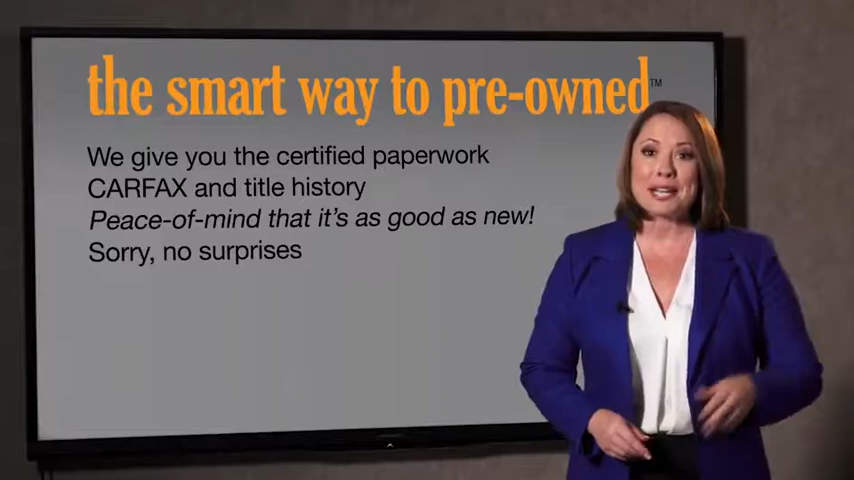 the smart way to pre-owned™
We give you the certified paperwork
CARFAX and title history
Peace-of-mind that it's as good as new!
Sorry, no surprises